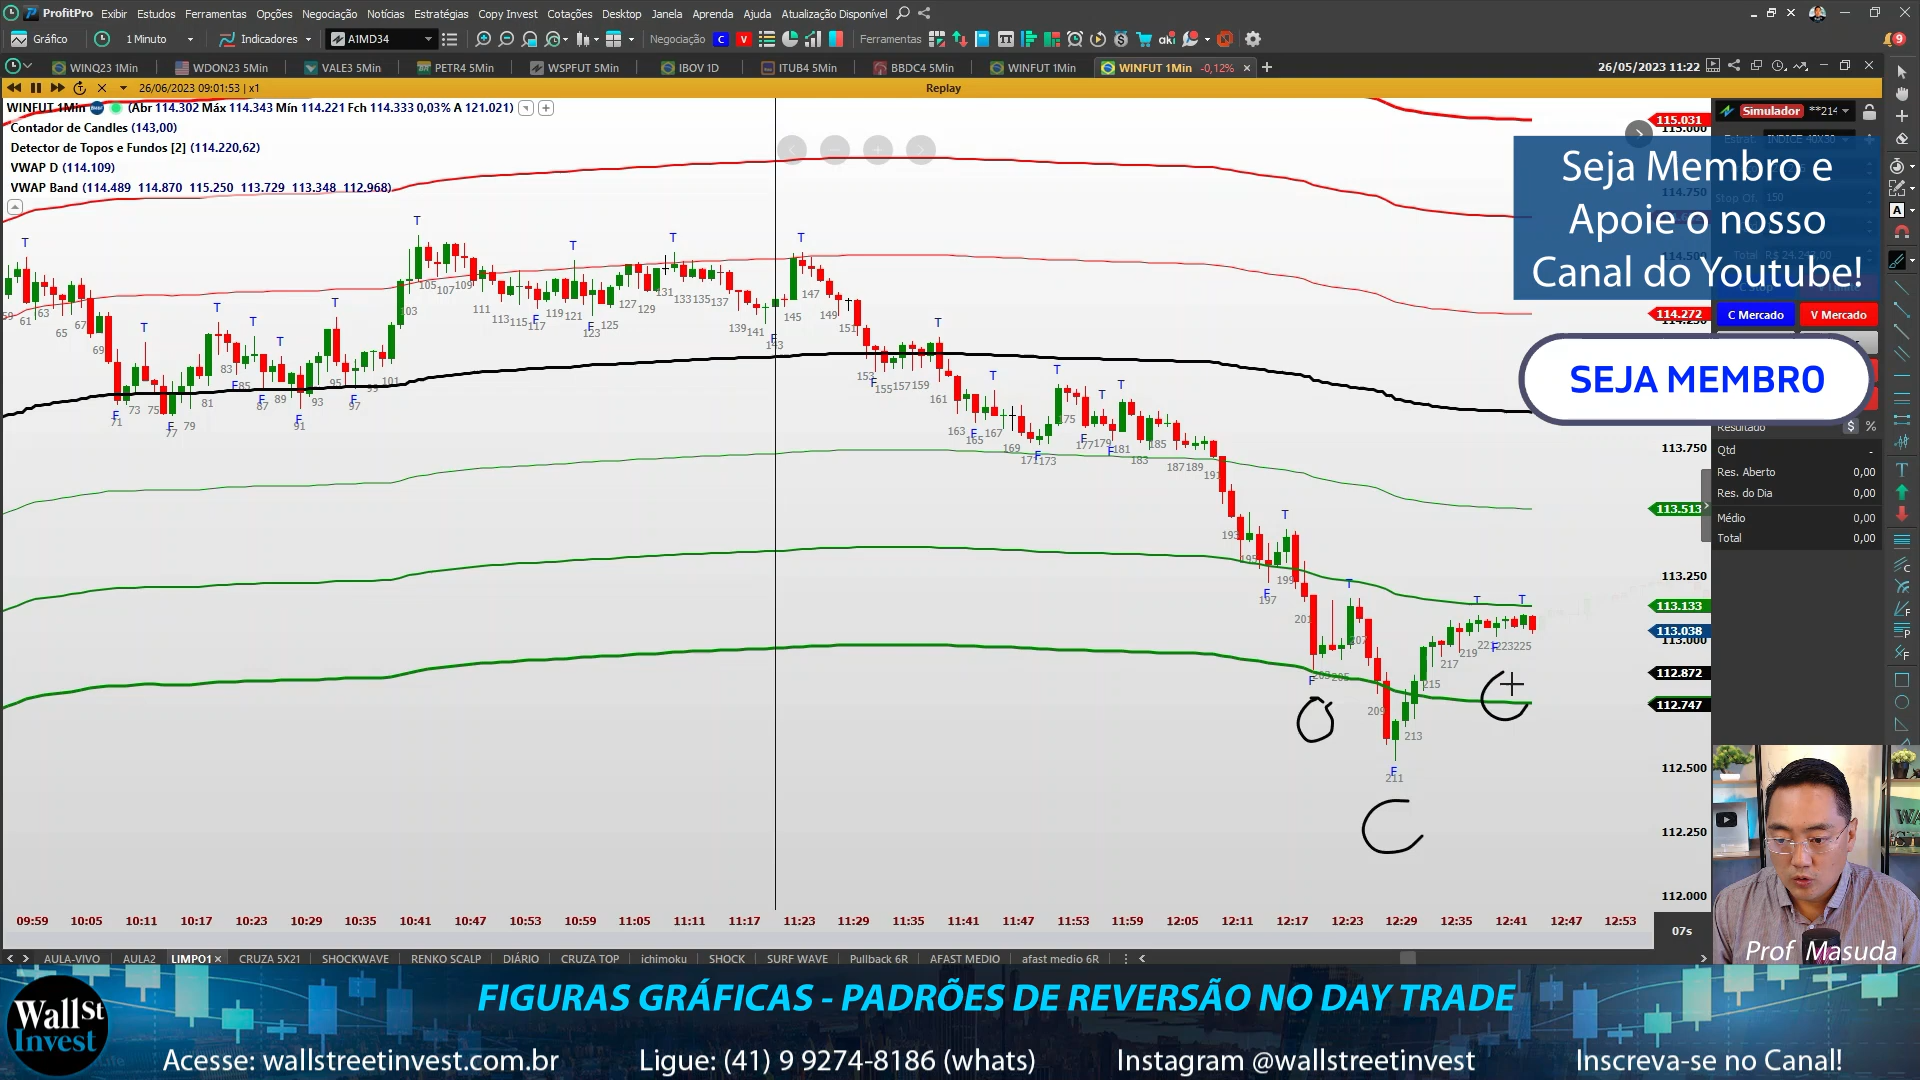 ProfitPro Exibir Estudos Ferramentas Opções Negociação Notícias Estratégias Copy Invest Cotações Desktop Janela Aprenda Ajuda Atualização Disponível
Gráfico 1 Minuto Indicadores A1MD34 Negociação C V Ferramentas 9
WINQ23 1Min WDON23 5Min VALE3 5Min PETR4 5Min WSPFUT 5Min IBOV 1D ITUB4 5Min BBDC4 5Min WINFUT 1Min WINFUT 1Min -0,12% 26/05/2023 11:22
26/06/2023 09:01:53 | x1 Replay
WINFUT 1Min (Abr 114.302 Máx 114.343 Mín 114.221 Fch 114.333 0,03% A 121.021)
Contador de Candles (143,00)
Detector de Topos e Fundos [2] (114.220,62)
VWAP D (114.109)
VWAP Band (114.489 114.870 115.250 113.729 113.348 112.968)
Simulador **214
Seja Membro e
Apoie o nosso
Canal do Youtube!
C Mercado V Mercado
SEJA MEMBRO
Resultado $ %
Qtd -
Res. Aberto 0,00
Res. do Dia 0,00
Médio 0,00
Total 0,00
115.031
115.000
114.750
114.272
113.750
113.513
113.250
113.133
113.038
113.000
112.872
112.747
112.500
112.250
112.000
09:59 10:05 10:11 10:17 10:23 10:29 10:35 10:41 10:47 10:53 10:59 11:05 11:11 11:17 11:23 11:29 11:35 11:41 11:47 11:53 11:59 12:05 12:11 12:17 12:23 12:29 12:35 12:41 12:47 12:53
07s
AULA-VIVO AULA2 LIMPO1 CRUZA 5X21 SHOCKWAVE RENKO SCALP DIÁRIO CRUZA TOP ichimoku SHOCK SURF WAVE Pullback 6R AFAST MEDIO afast medio 6R
Prof Masuda
Wall St
Invest
FIGURAS GRÁFICAS - PADRÕES DE REVERSÃO NO DAY TRADE
Acesse: wallstreetinvest.com.br Ligue: (41) 9 9274-8186 (whats) Instagram @wallstreetinvest Inscreva-se no Canal!